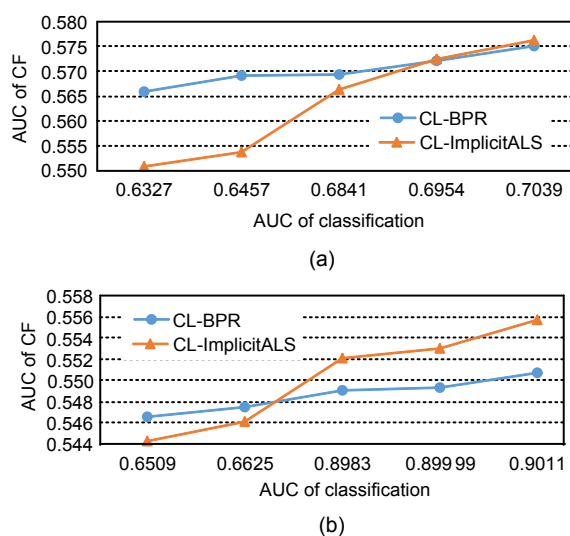 0.580
0.575
0.570
0.565
0.560
0.555
0.550
AUC of CF
CL-BPR
CL-ImplicitALS
0.6327 0.6457 0.6841 0.6954 0.7039
AUC of classification
(a)
0.558
0.556
0.554
0.552
0.550
0.548
0.546
0.544
AUC of CF
CL-BPR
CL-ImplicitALS
0.6509 0.6625 0.8983 0.899 99 0.9011
AUC of classification
(b)